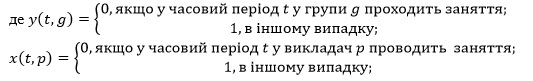 де y(t, g) = {0, якщо у часовий період t у групи g проходить заняття;
1, в іншому випадку;
x(t, p) = {0, якщо у часовий період t у викладач p проводить заняття;
1, в іншому випадку;